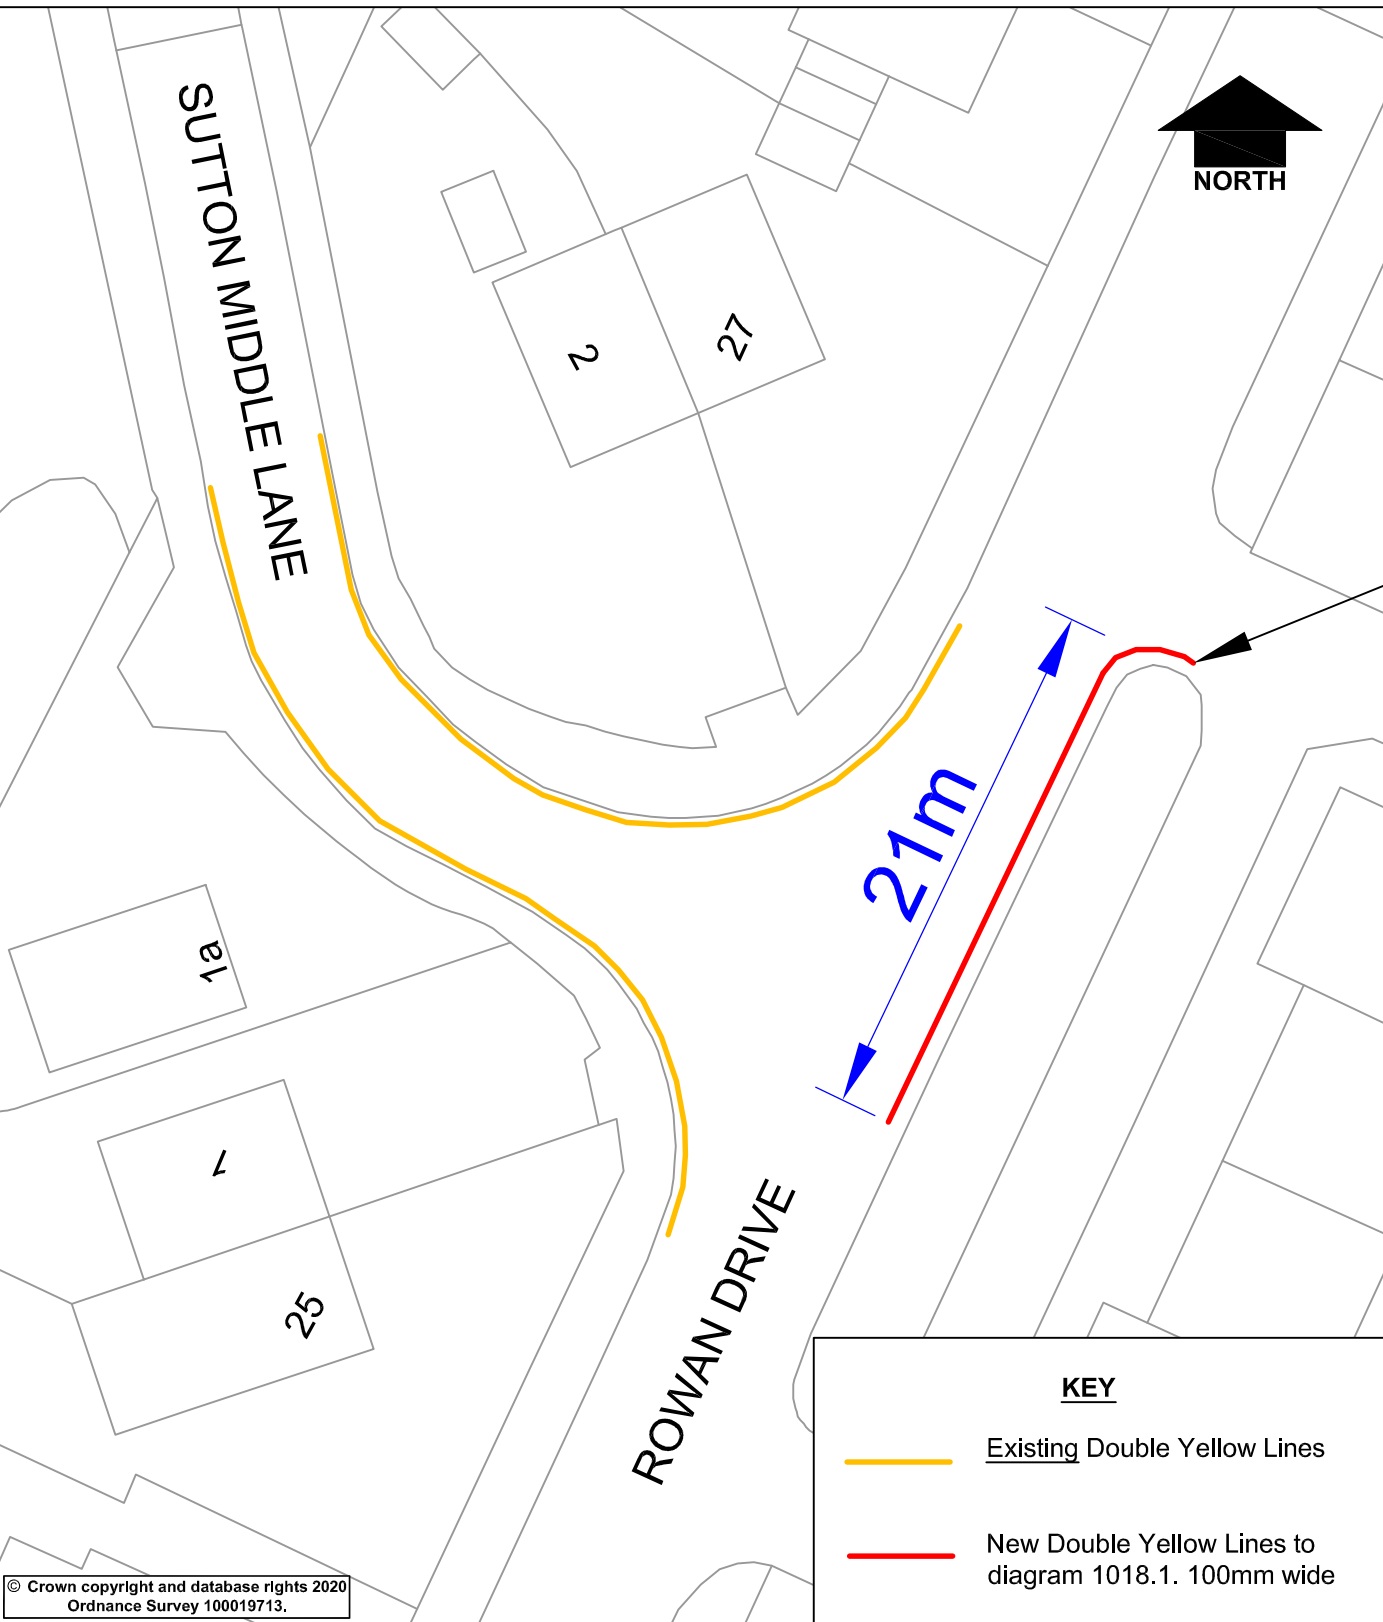 SUTTON MIDDLE LANE
NORTH
2
27
21m
1a
1
25
ROWAN DRIVE
KEY
Existing Double Yellow Lines
New Double Yellow Lines to
diagram 1018.1. 100mm wide
© Crown copyright and database rights 2020
Ordnance Survey 100019713.